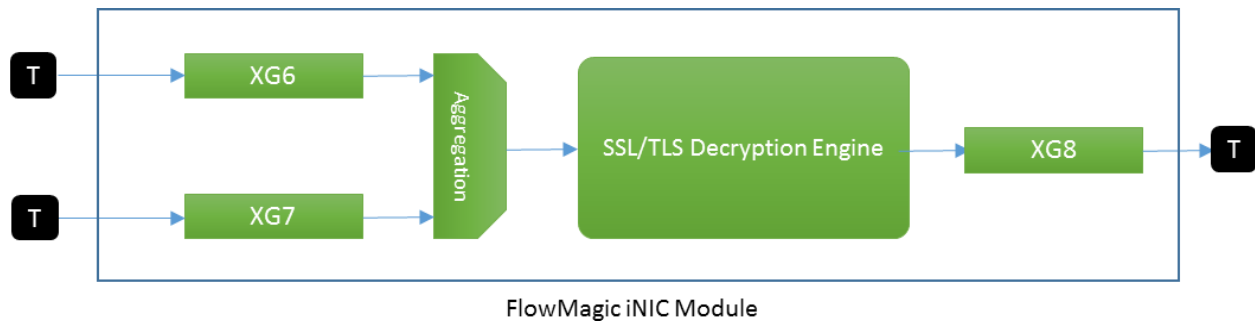 T
XG6
Aggregation
SSL/TLS Decryption Engine
XG8
T
T
XG7
FlowMagic iNIC Module